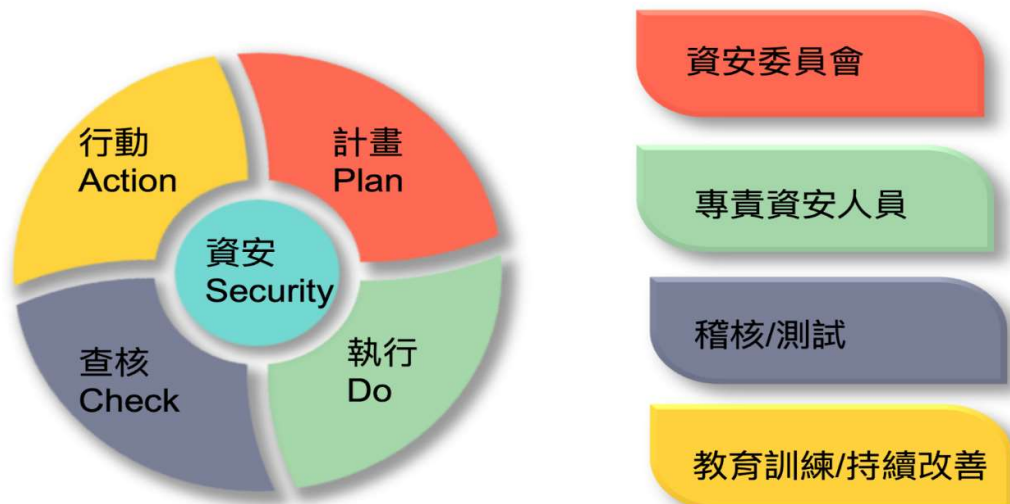 行動
Action
計畫
Plan
資安
Security
查核
Check
執行
Do
資安委員會
專責資安人員
稽核/測試
教育訓練/持續改善